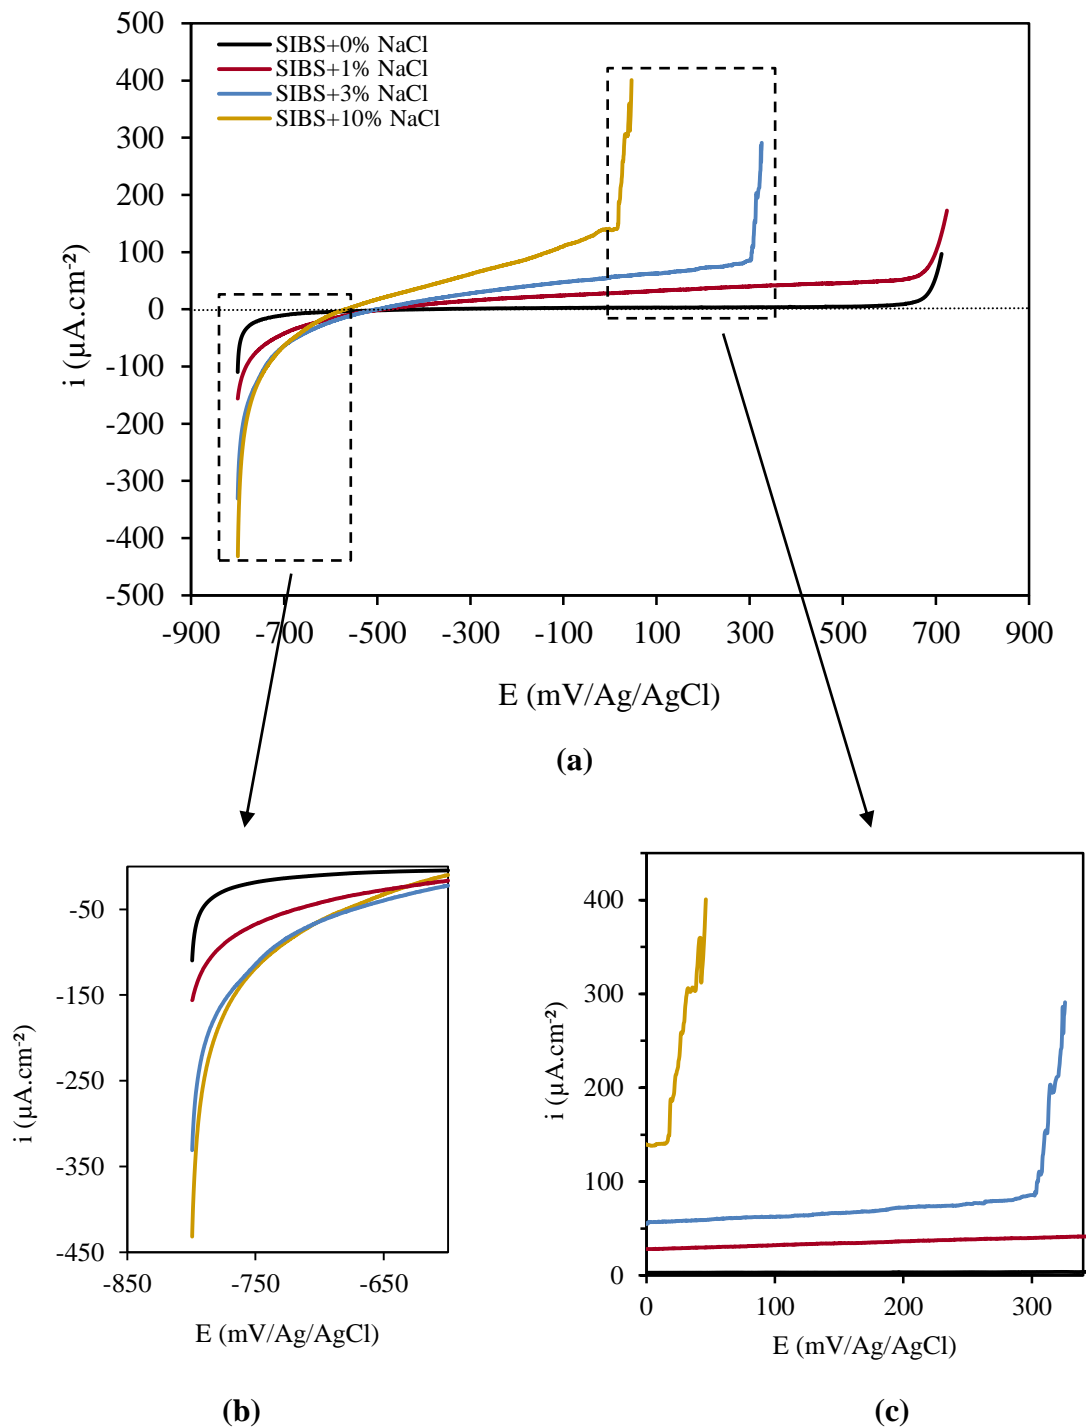 500
400
300
200
100
0
-100
-200
-300
-400
-500
i (µA.cm⁻²)
SIBS+0% NaCl
SIBS+1% NaCl
SIBS+3% NaCl
SIBS+10% NaCl
-900 -700 -500 -300 -100 100 300 500 700 900
E (mV/Ag/AgCl)
(a)
-50
-150
-250
-350
-450
i (µA.cm⁻²)
-850 -750 -650
E (mV/Ag/AgCl)
(b)
400
300
200
100
0
i (µA.cm⁻²)
0 100 200 300
E (mV/Ag/AgCl)
(c)